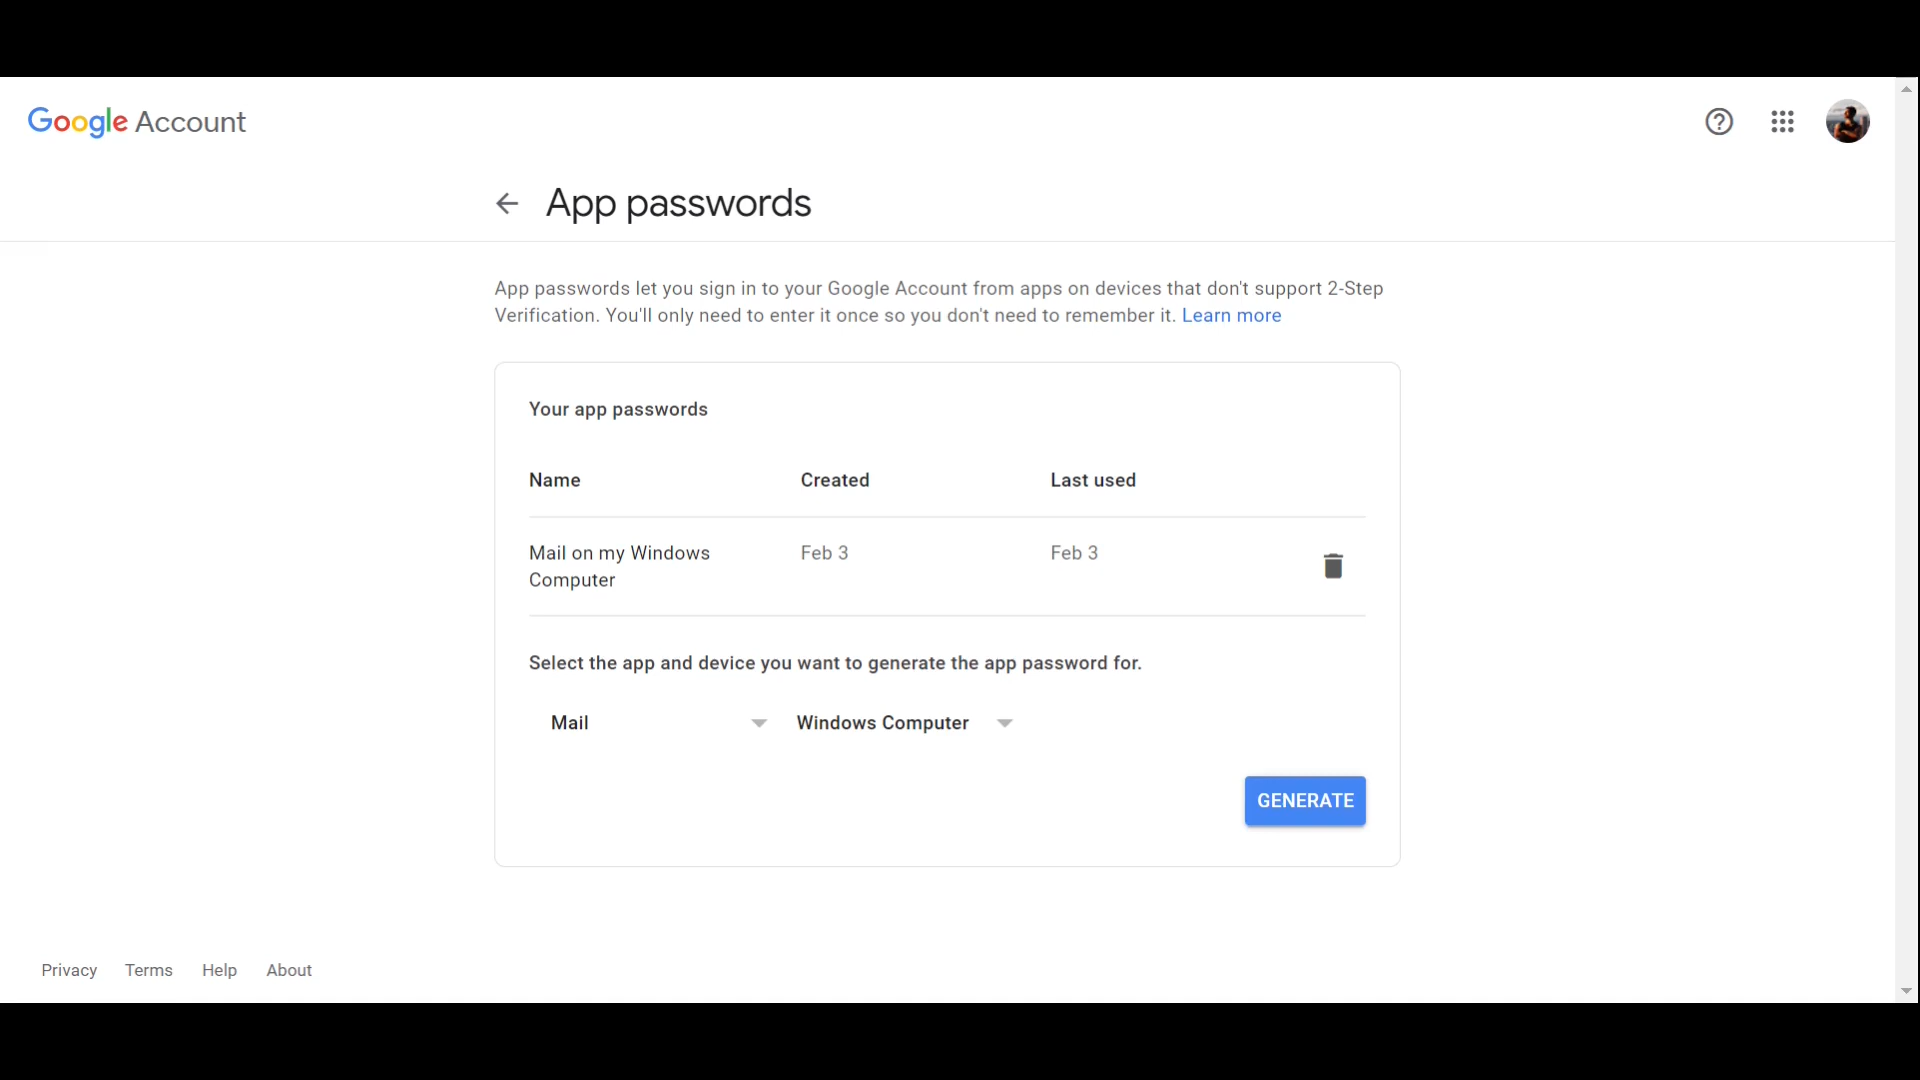 Google Account
App passwords
App passwords let you sign in to your Google Account from apps on devices that don't support 2-Step
Verification. You'll only need to enter it once so you don't need to remember it. Learn more
Your app passwords
Name Created Last used
Mail on my Windows Feb 3 Feb 3
Computer
Select the app and device you want to generate the app password for.
Mail Windows Computer
GENERATE
Privacy Terms Help About